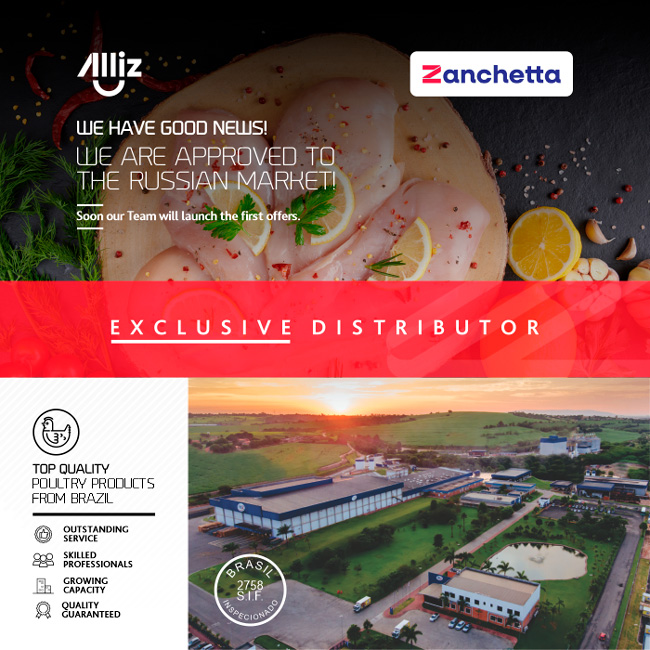 Alliz
Zanchetta
WE HAVE GOOD NEWS!
WE ARE APPROVED TO
THE RUSSIAN MARKET!
Soon our Team will launch the first offers.
EXCLUSIVE DISTRIBUTOR
TOP QUALITY
POULTRY PRODUCTS
FROM BRAZIL
OUTSTANDING
SERVICE
SKILLED
PROFESSIONALS
GROWING
CAPACITY
QUALITY
GUARANTEED
BRASIL
2758
S.I.F.
INSPECIONADO